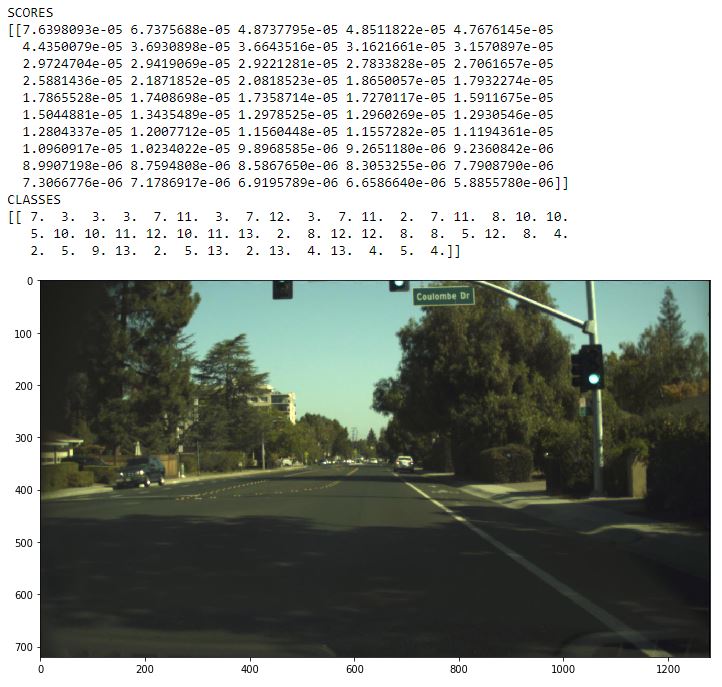 SCORES
[[7.6398093e-05 6.7375688e-05 4.8737795e-05 4.8511822e-05 4.7676145e-05
4.4350079e-05 3.6930898e-05 3.6643516e-05 3.1621661e-05 3.1570897e-05
2.9724704e-05 2.9419069e-05 2.9221281e-05 2.7833828e-05 2.7061657e-05
2.5881436e-05 2.1871852e-05 2.0818523e-05 1.8650057e-05 1.7932274e-05
1.7865528e-05 1.7408698e-05 1.7358714e-05 1.7270117e-05 1.5911675e-05
1.5044881e-05 1.3435489e-05 1.2978525e-05 1.2960269e-05 1.2930546e-05
1.2804337e-05 1.2007712e-05 1.1560448e-05 1.1557282e-05 1.1194361e-05
1.0960917e-05 1.0234022e-05 9.8968585e-06 9.2651180e-06 9.2360842e-06
8.9907198e-06 8.7594808e-06 8.5867650e-06 8.3053255e-06 7.7908790e-06
7.3066776e-06 7.1786917e-06 6.9195789e-06 6.6586640e-06 5.8855780e-06]]
CLASSES
[[ 7. 3. 3. 3. 7. 11. 3. 7. 12. 3. 7. 11. 2. 7. 11. 8. 10. 10.
5. 10. 10. 11. 12. 10. 11. 13. 2. 8. 12. 12. 8. 8. 5. 12. 8. 4.
2. 5. 9. 13. 2. 5. 13. 2. 13. 4. 13. 4. 5. 4.]]
0
Coulombe Dr
100
200
300
400
500
600
700
0 200 400 600 800 1000 1200